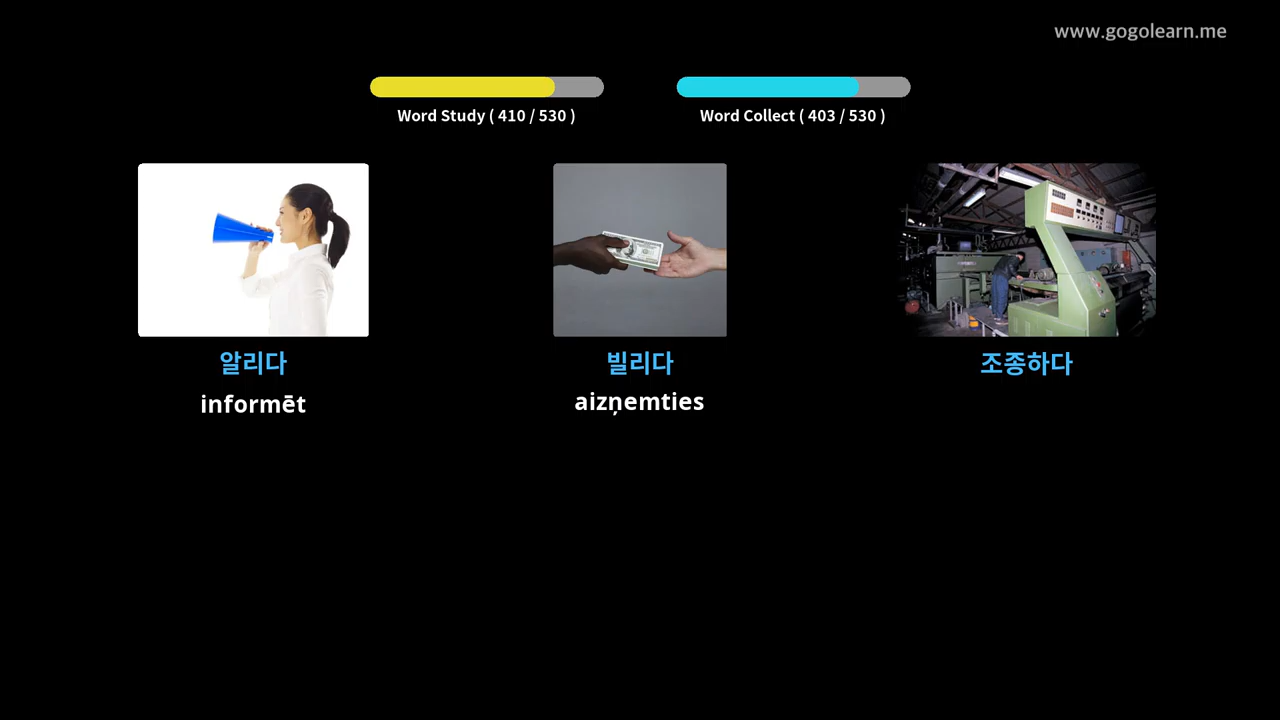 www.gogolearn.me
Word Study ( 410 / 530 )
Word Collect ( 403 / 530 )
알리다
빌리다
조종하다
informēt
aizņemties